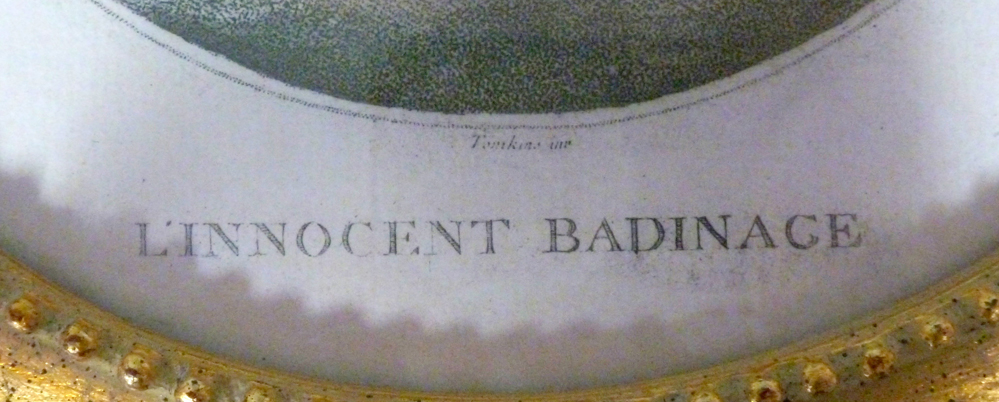 Tomkins inv
L'INNOCENT BADINAGE